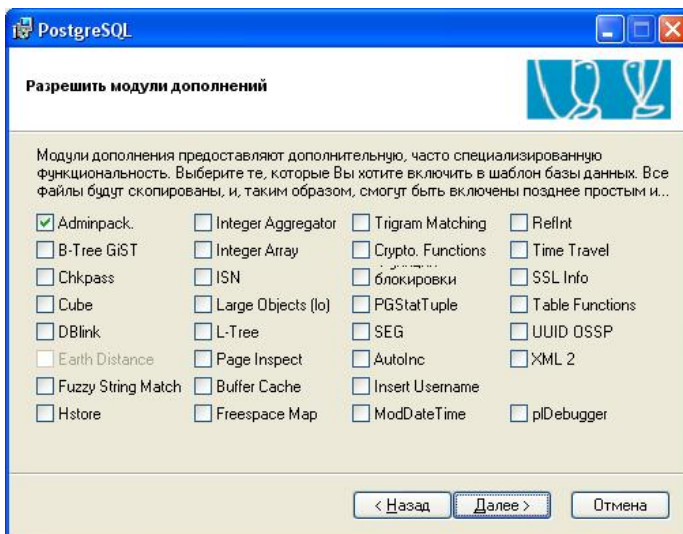 PostgreSQL
Разрешить модули дополнений
Модули дополнения предоставляют дополнительную, часто специализированную
функциональность. Выберите те, которые Вы хотите включить в шаблон базы данных. Все
файлы будут скопированы, и, таким образом, смогут быть включены позднее простым и...
Adminpack. Integer Aggregator Trigram Matching RefInt
B-Tree GiST Integer Array Crypto. Functions Time Travel
Chkpass ISN блокировки SSL Info
Cube Large Objects (lo) PGStatTuple Table Functions
DBlink L-Tree SEG UUID OSSP
Earth Distance Page Inspect AutoInc XML 2
Fuzzy String Match Buffer Cache Insert Username
Hstore Freespace Map ModDateTime plDebugger
< Назад Далее > Отмена